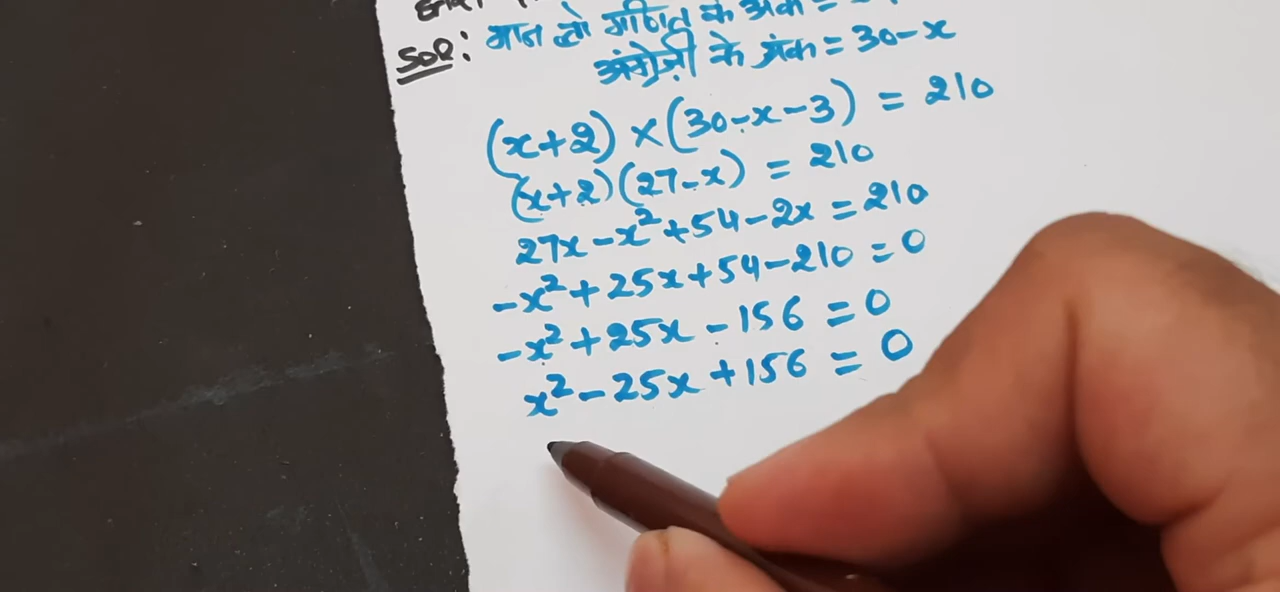 Sol: मान लो गणित के अंक =
अंग्रेज़ी के अंक = 30-x
(x+2) × (30-x-3) = 210
(x+2)(27-x) = 210
27x-x²+54-2x = 210
-x²+25x+54-210 = 0
-x²+25x-156 = 0
x²-25x+156 = 0